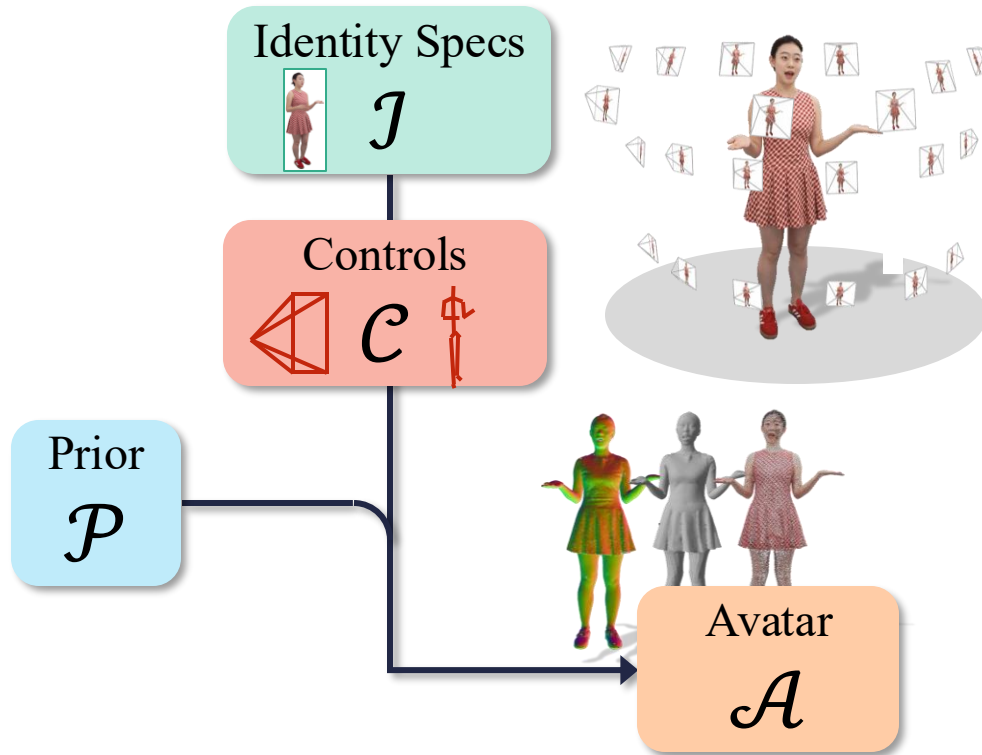 Identity Specs
ℐ
Controls
𝒞
Prior
𝒫
Avatar
𝒜